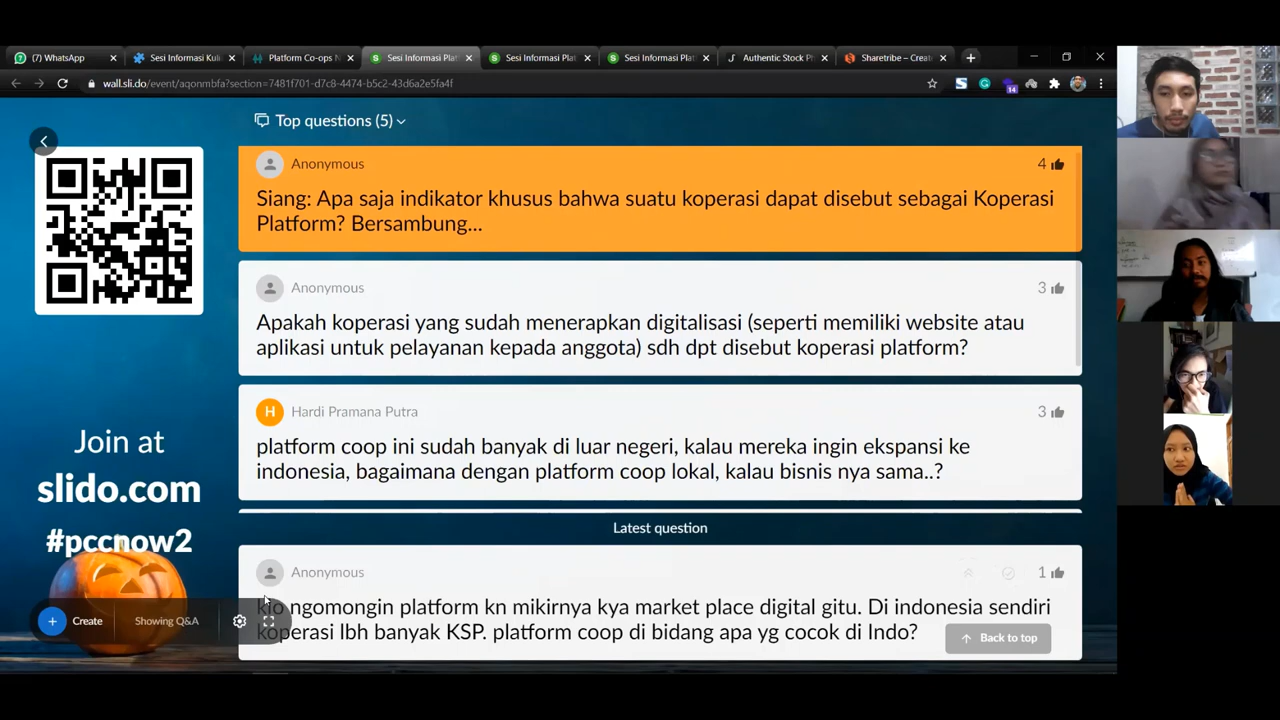 (7) WhatsApp
Sesi Informasi Kuli
Platform Co-ops N
Sesi Informasi Plat
Sesi Informasi Plat
Sesi Informasi Plat
Authentic Stock P
Sharetribe – Creat
wall.sli.do/event/aqonmbfa?section=7481f701-d7c8-4474-b5c2-43d6a2e5fa4f
14
Top questions (5)
Anonymous
4
Siang: Apa saja indikator khusus bahwa suatu koperasi dapat disebut sebagai Koperasi
Platform? Bersambung...
Anonymous
3
Apakah koperasi yang sudah menerapkan digitalisasi (seperti memiliki website atau
aplikasi untuk pelayanan kepada anggota) sdh dpt disebut koperasi platform?
H
Hardi Pramana Putra
3
platform coop ini sudah banyak di luar negeri, kalau mereka ingin ekspansi ke
indonesia, bagaimana dengan platform coop lokal, kalau bisnis nya sama..?
Join at
slido.com
#pccnow2
Latest question
Anonymous
1
klo ngomongin platform kn mikirnya kya market place digital gitu. Di indonesia sendiri
koperasi lbh banyak KSP. platform coop di bidang apa yg cocok di Indo?
Create
Showing Q&A
Back to top